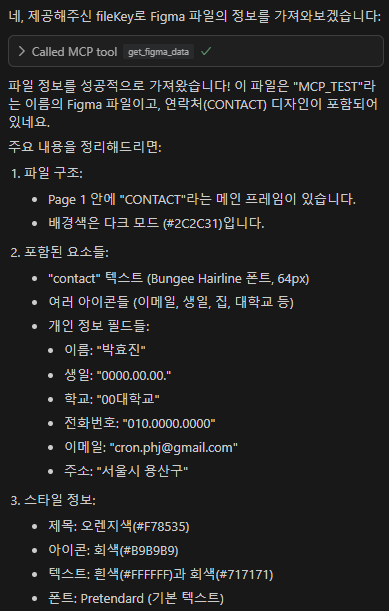 네, 제공해주신 fileKey로 Figma 파일의 정보를 가져와보겠습니다:
Called MCP tool get_figma_data
파일 정보를 성공적으로 가져왔습니다! 이 파일은 "MCP_TEST"라
는 이름의 Figma 파일이고, 연락처(CONTACT) 디자인이 포함되어
있네요.
주요 내용을 정리해드리면:
1. 파일 구조:
• Page 1 안에 "CONTACT"라는 메인 프레임이 있습니다.
• 배경색은 다크 모드 (#2C2C31)입니다.
2. 포함된 요소들:
• "contact" 텍스트 (Bungee Hairline 폰트, 64px)
• 여러 아이콘들 (이메일, 생일, 집, 대학교 등)
• 개인 정보 필드들:
• 이름: "박효진"
• 생일: "0000.00.00."
• 학교: "00대학교"
• 전화번호: "010.0000.0000"
• 이메일: "cron.phj@gmail.com"
• 주소: "서울시 용산구"
3. 스타일 정보:
• 제목: 오렌지색(#F78535)
• 아이콘: 회색(#B9B9B9)
• 텍스트: 흰색(#FFFFFF)과 회색(#717171)
• 폰트: Pretendard (기본 텍스트)